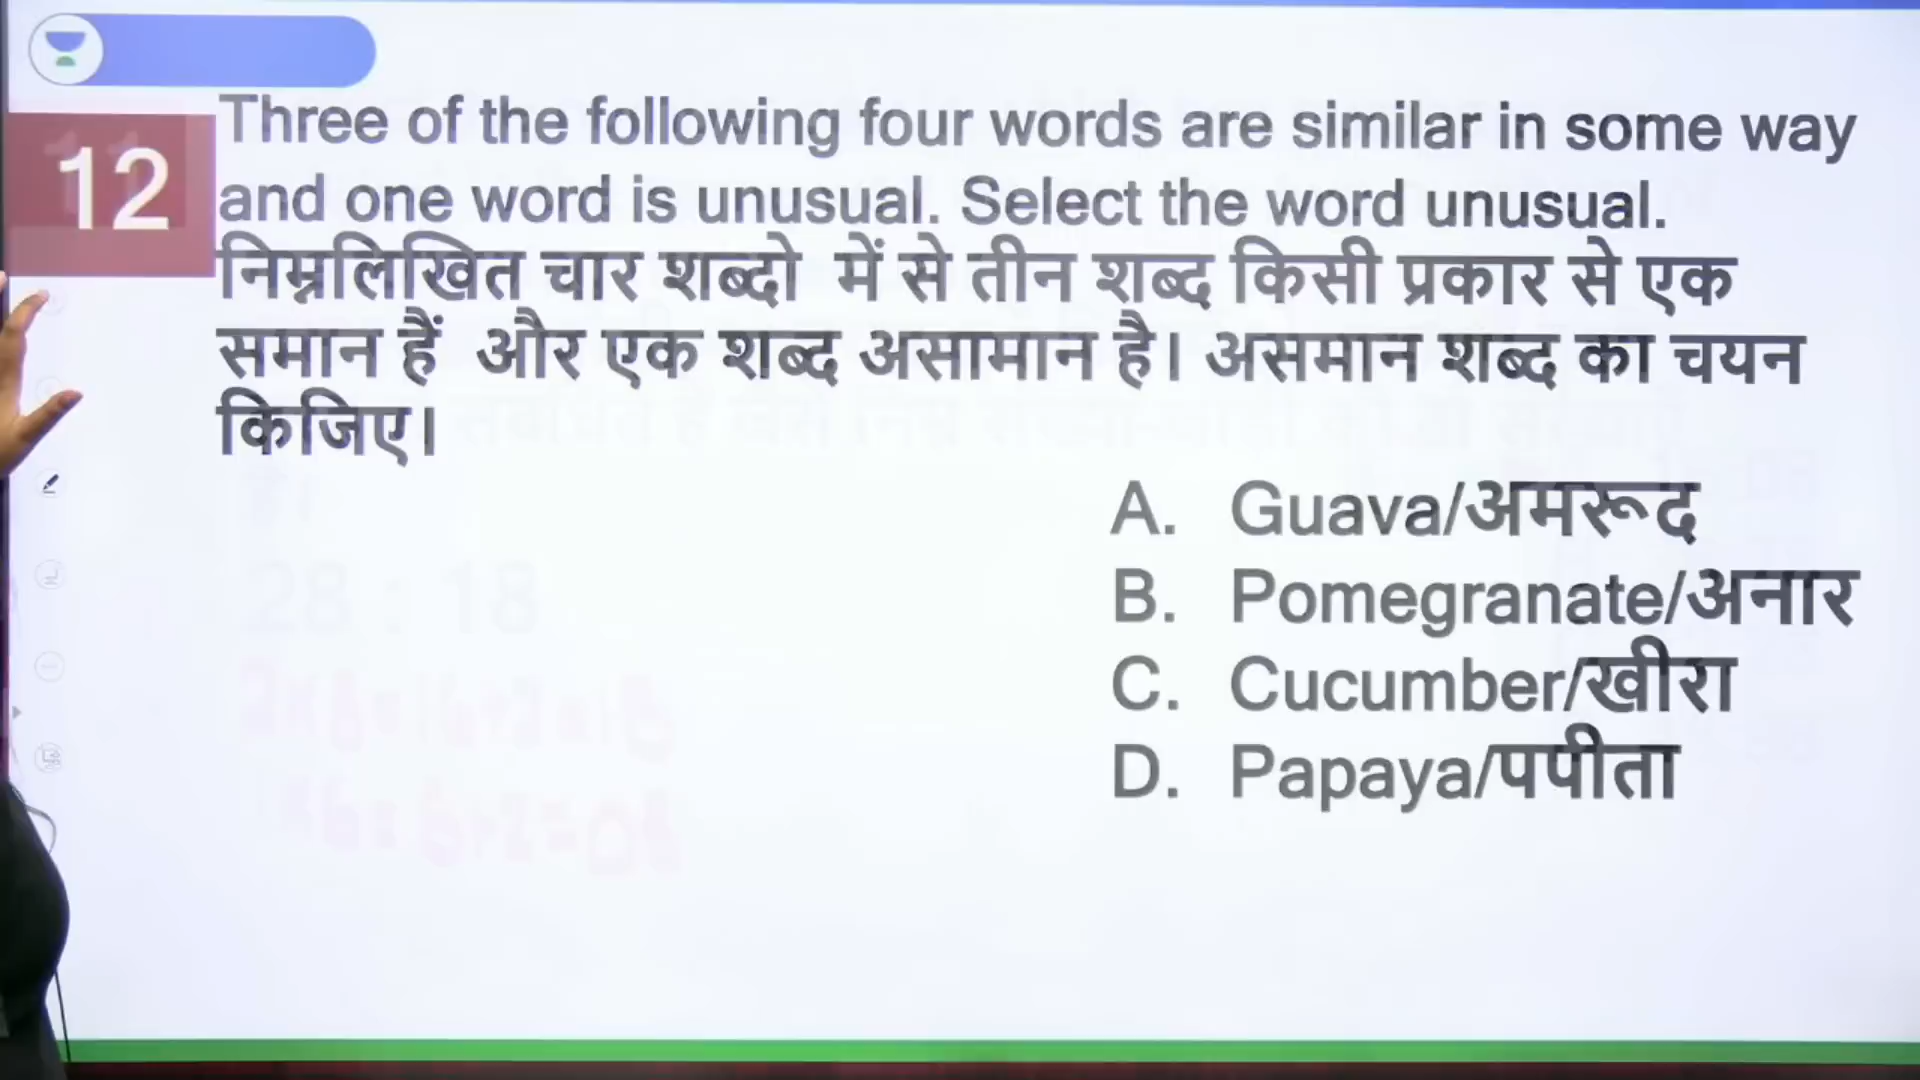 12
Three of the following four words are similar in some way
and one word is unusual. Select the word unusual.
निम्नलिखित चार शब्दो में से तीन शब्द किसी प्रकार से एक
समान हैं और एक शब्द असामान है। असमान शब्द का चयन
किजिए।
A. Guava/अमरूद
B. Pomegranate/अनार
C. Cucumber/खीरा
D. Papaya/पपीता
28 : 18